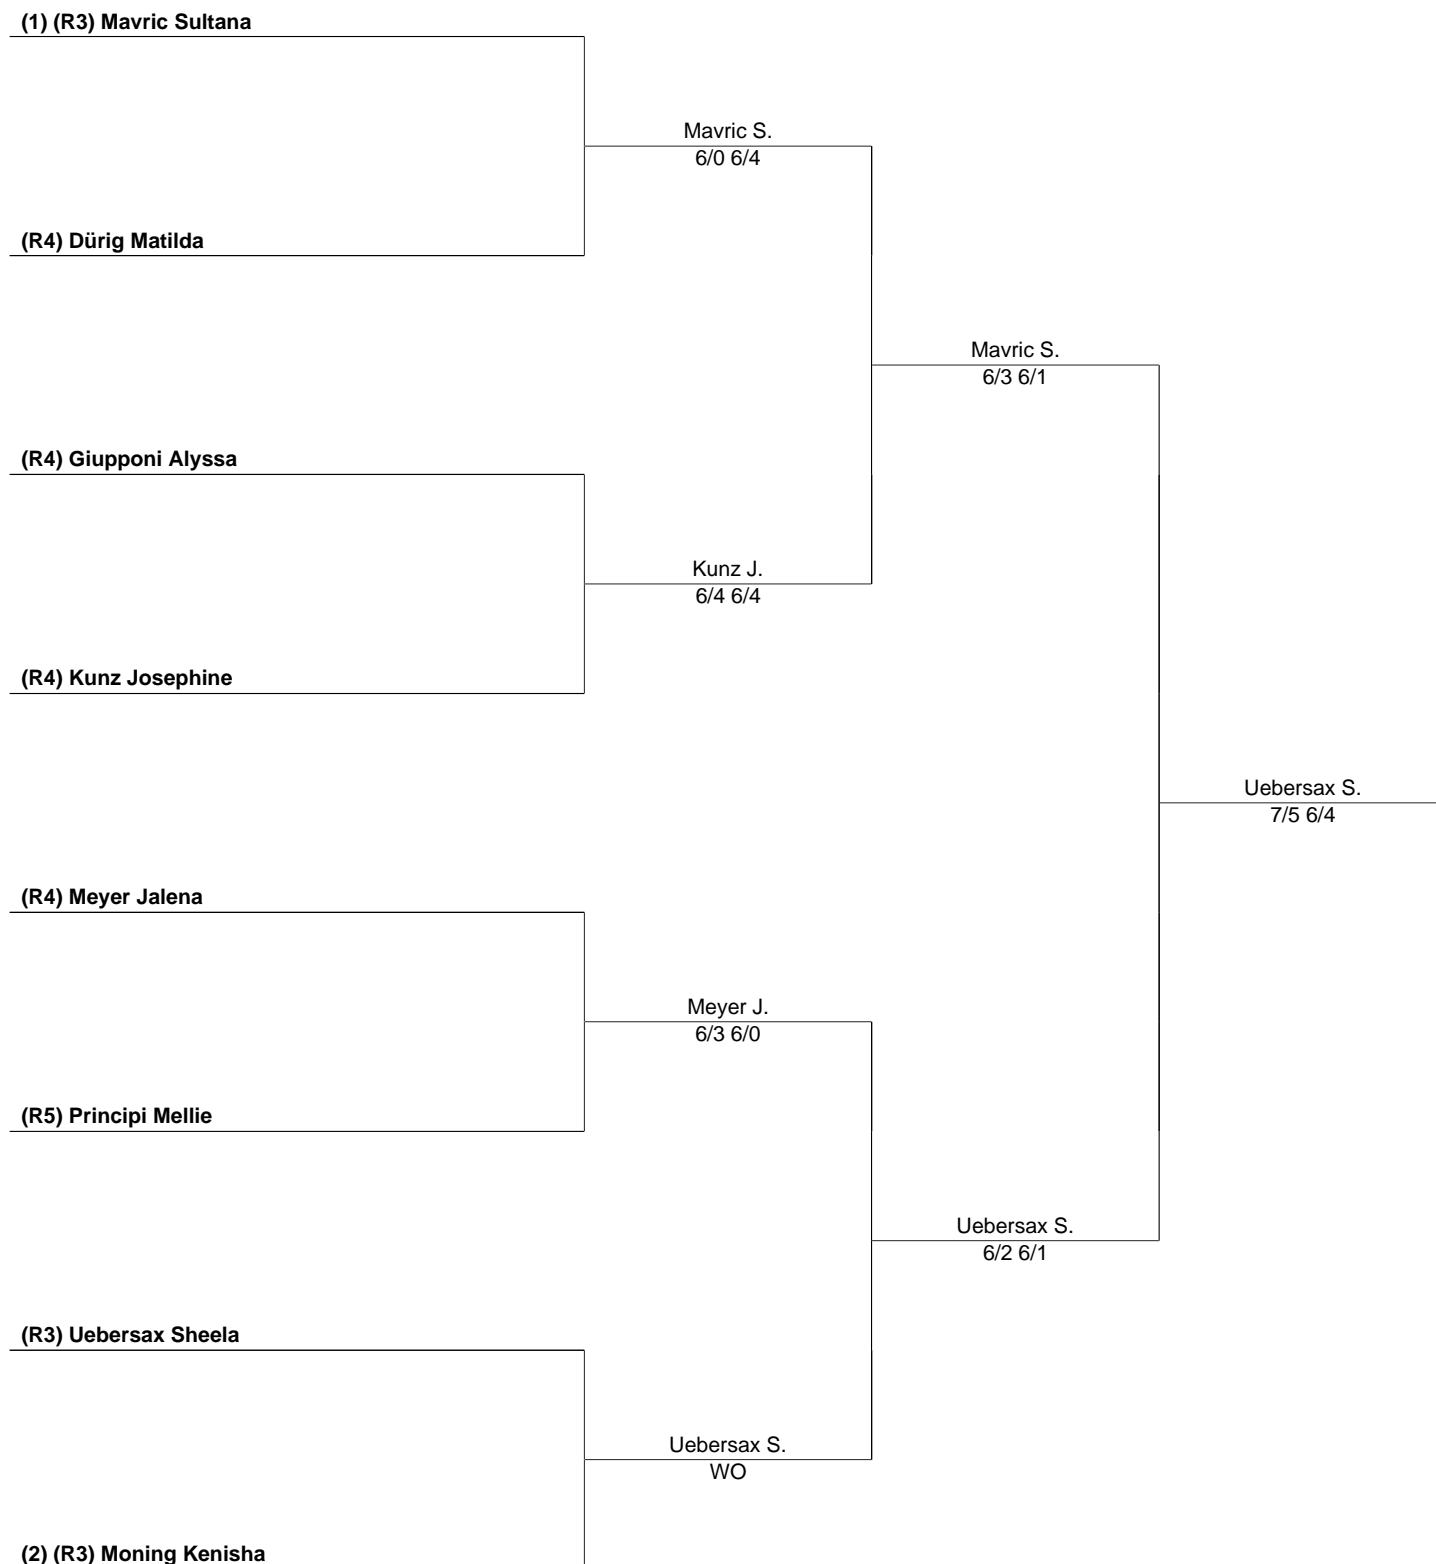 (1) (R3) Mavric Sultana
Mavric S.
6/0 6/4
(R4) Dürig Matilda
Mavric S.
6/3 6/1
(R4) Giupponi Alyssa
Kunz J.
6/4 6/4
(R4) Kunz Josephine
Uebersax S.
7/5 6/4
(R4) Meyer Jalena
Meyer J.
6/3 6/0
(R5) Principi Mellie
Uebersax S.
6/2 6/1
(R3) Uebersax Sheela
Uebersax S.
WO
(2) (R3) Moning Kenisha